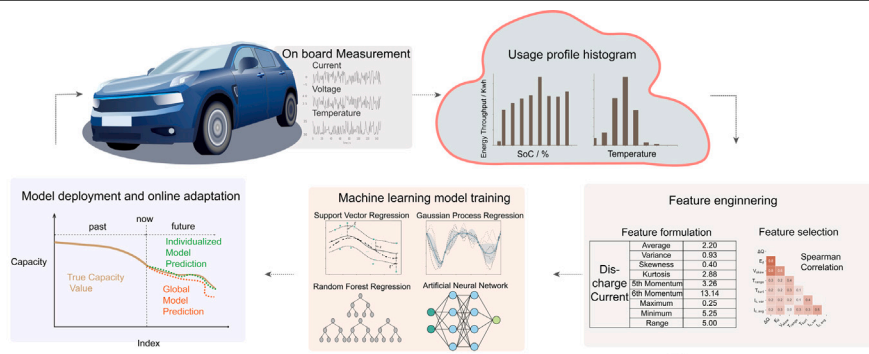 On board Measurement
Current
Voltage
Temperature
Usage profile histogram
Energy Throughput / Kwh
SoC / %
Temperature
Model deployment and online adaptation
now
past
future
Individualized
Model
Prediction
Capacity
True Capacity
Value
Global
Model
Prediction
Index
Machine learning model training
Support Vector Regression
Gaussian Process Regression
Random Forest Regression
Artificial Neural Network
Feature enginnering
Feature formulation
Dis-
charge
Current
Average 2.20
Variance 0.93
Skewness 0.40
Kurtosis 2.88
5th Momentum 3.26
6th Momentum 13.14
Maximum 0.25
Minimum 5.25
Range 5.00
Feature selection
Spearman
Correlation